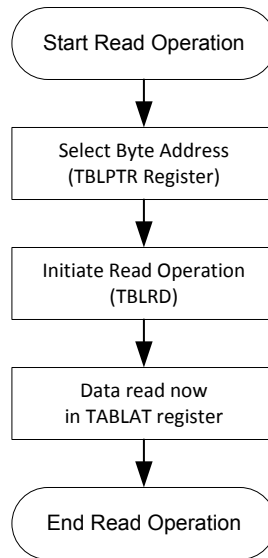 Start Read Operation
Select Byte Address
(TBLPTR Register)
Initiate Read Operation
(TBLRD)
Data read now
in TABLAT register
End Read Operation